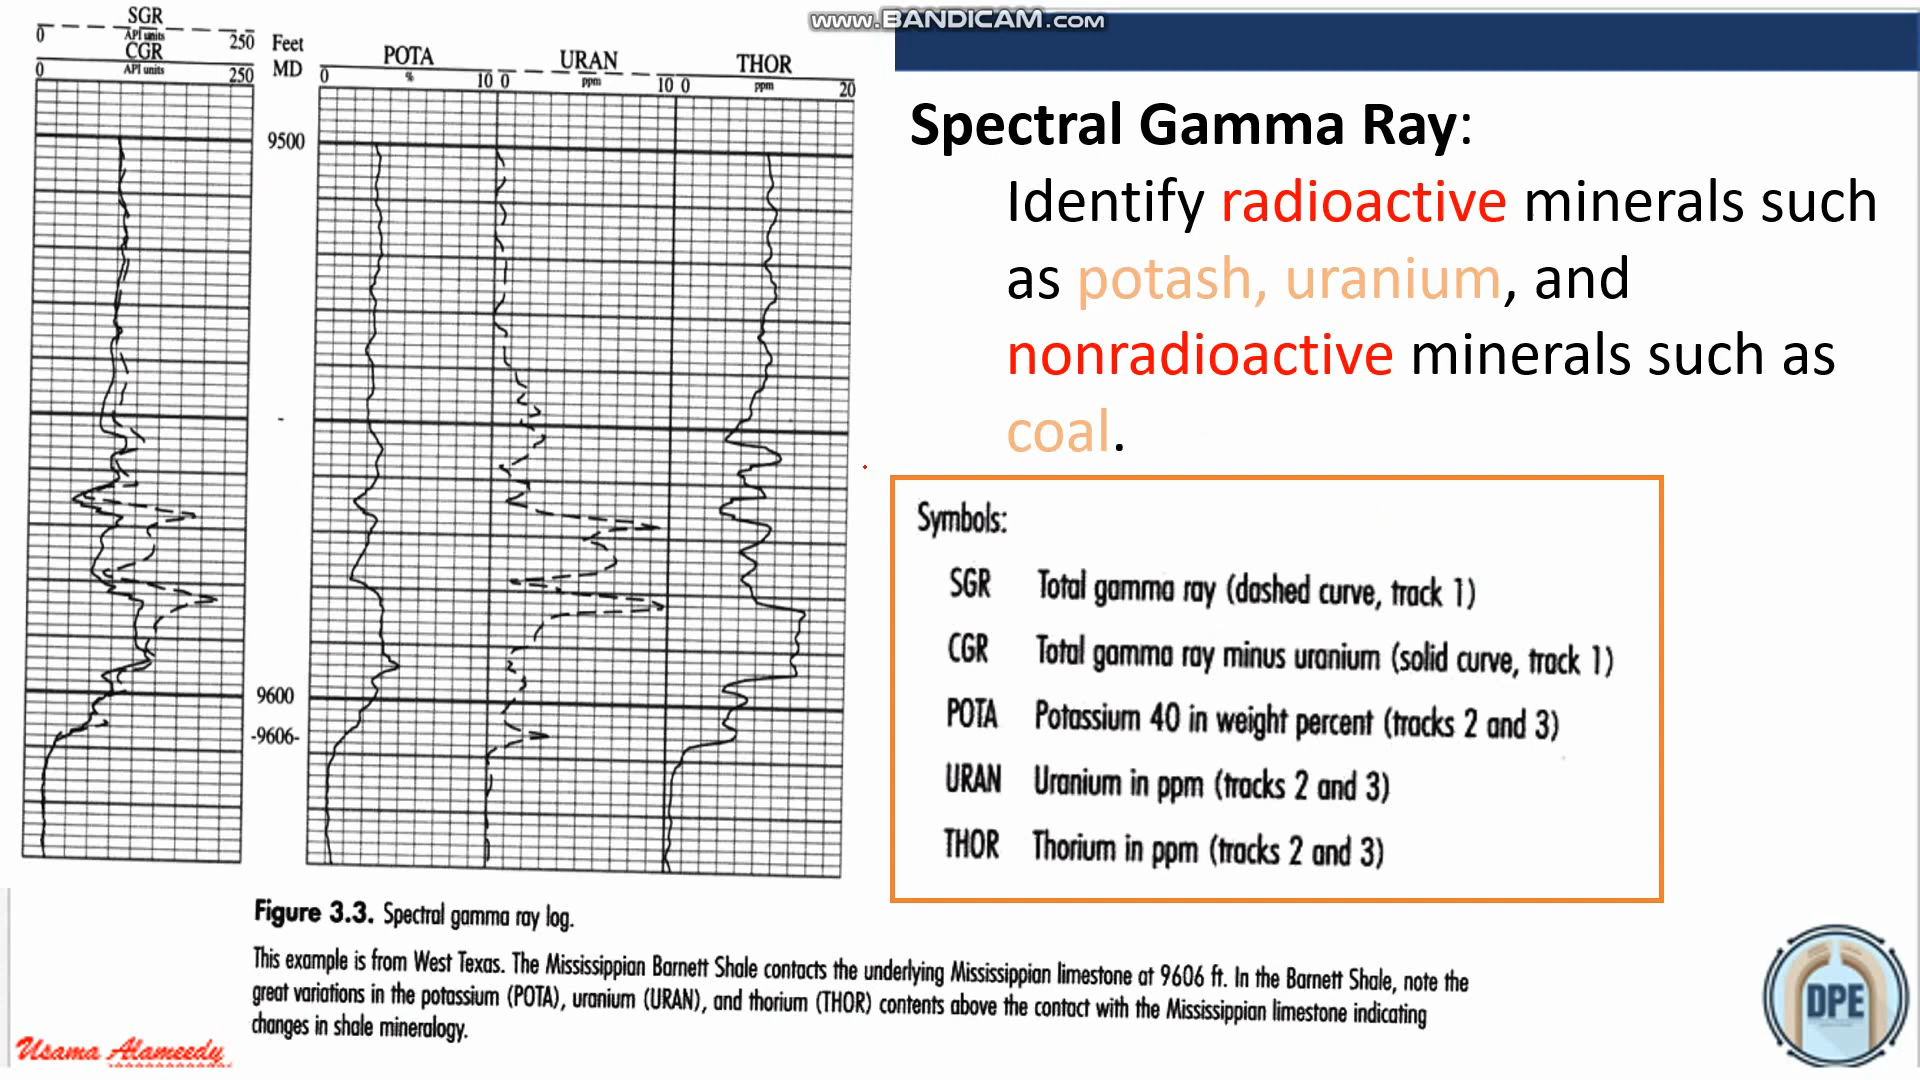 www.BANDICAM.com
SGR
0 API units 250
CGR
0 API units 250
Feet
MD
POTA
0 % 10
URAN
0 ppm 10
THOR
0 ppm 20
9500
-
9600
-9606-
Spectral Gamma Ray:
Identify radioactive minerals such
as potash, uranium, and
nonradioactive minerals such as
coal.
Symbols:
SGR Total gamma ray (dashed curve, track 1)
CGR Total gamma ray minus uranium (solid curve, track 1)
POTA Potassium 40 in weight percent (tracks 2 and 3)
URAN Uranium in ppm (tracks 2 and 3)
THOR Thorium in ppm (tracks 2 and 3)
Figure 3.3. Spectral gamma ray log.
This example is from West Texas. The Mississippian Barnett Shale contacts the underlying Mississippian limestone at 9606 ft. In the Barnett Shale, note the
great variations in the potassium (POTA), uranium (URAN), and thorium (THOR) contents above the contact with the Mississippian limestone indicating
changes in shale mineralogy.
Usama Alameedy
DPE